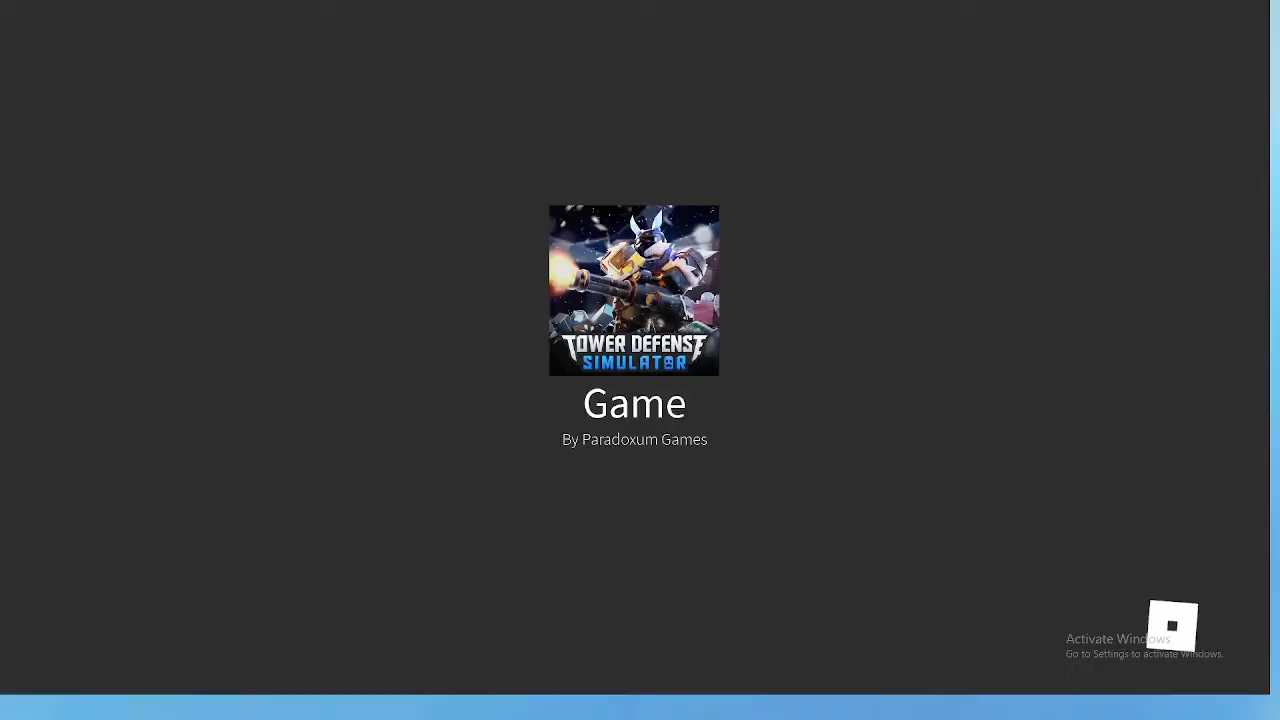 TOWER DEFENSE
SIMULATOR
Game
By Paradoxum Games
Activate Windows
Go to Settings to activate Windows.